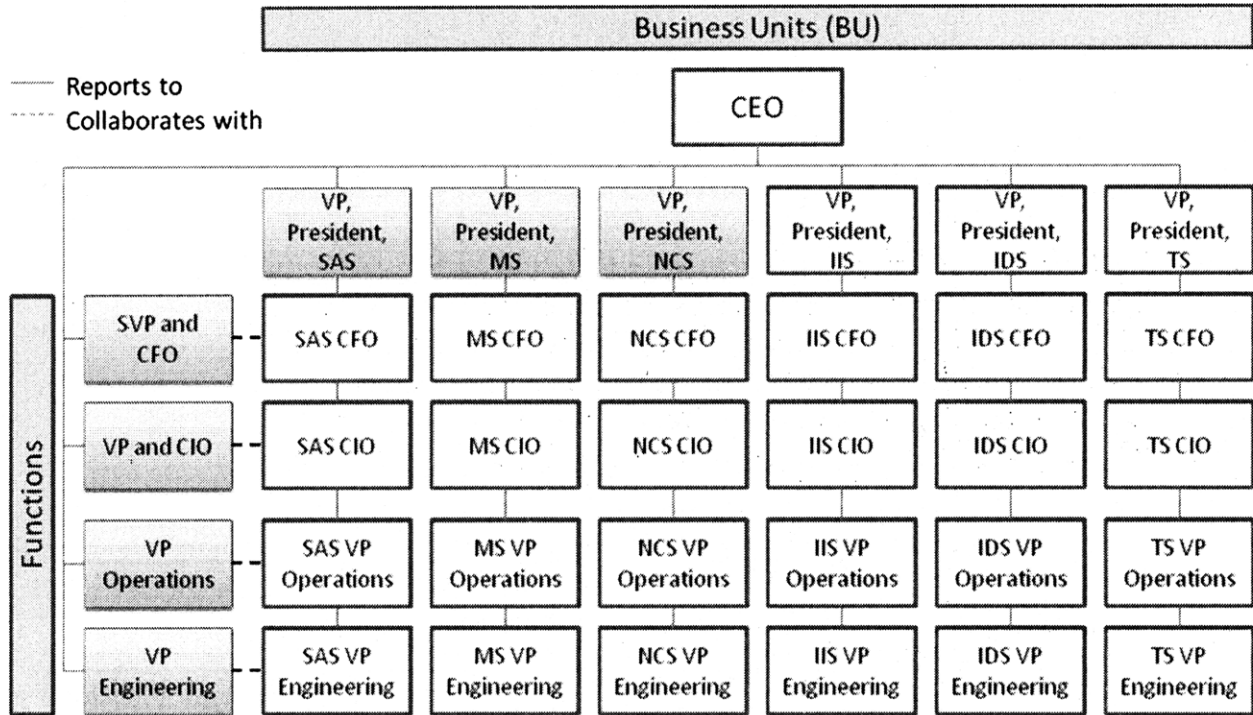 Business Units (BU)
Reports to
Collaborates with
CEO
VP,
President,
SAS
VP,
President,
MS
VP,
President,
NCS
VP,
President,
IIS
VP,
President,
IDS
VP,
President,
TS
Functions
SVP and
CFO
SAS CFO
MS CFO
NCS CFO
IIS CFO
IDS CFO
TS CFO
VP and CIO
SAS CIO
MS CIO
NCS CIO
IIS CIO
IDS CIO
TS CIO
VP
Operations
SAS VP
Operations
MS VP
Operations
NCS VP
Operations
IIS VP
Operations
IDS VP
Operations
TS VP
Operations
VP
Engineering
SAS VP
Engineering
MS VP
Engineering
NCS VP
Engineering
IIS VP
Engineering
IDS VP
Engineering
TS VP
Engineering